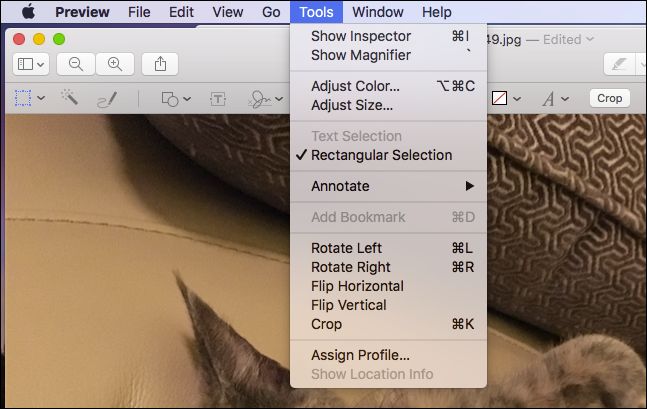 Preview File Edit View Go Tools Window Help
49.jpg — Edited
Show Inspector ⌘I
Show Magnifier `
Adjust Color... ⌥⌘C
Adjust Size...
Text Selection
✓ Rectangular Selection
Annotate ▶
Add Bookmark ⌘D
Rotate Left ⌘L
Rotate Right ⌘R
Flip Horizontal
Flip Vertical
Crop ⌘K
Assign Profile...
Show Location Info
T
A
Crop